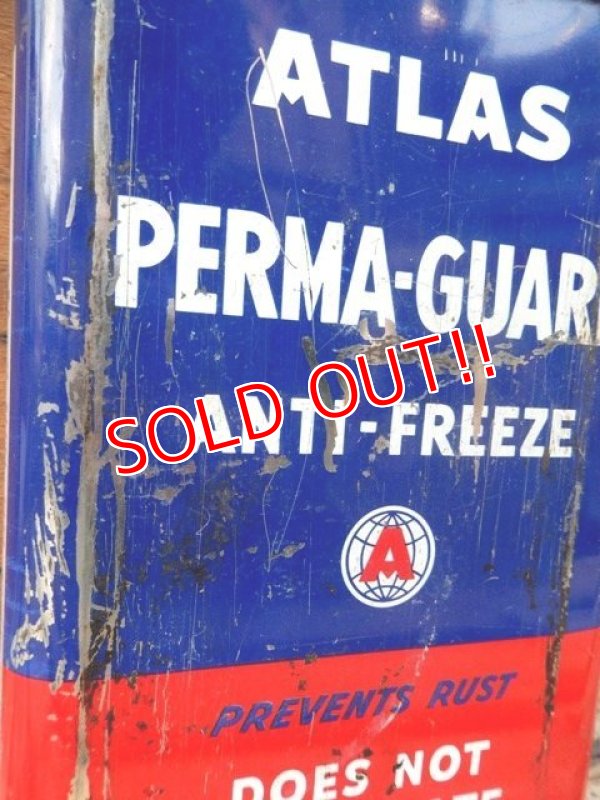 ATLAS
PERMA-GUAR
SOLD OUT!!
ANTI-FREEZE
A
PREVENTS RUST
DOES NOT